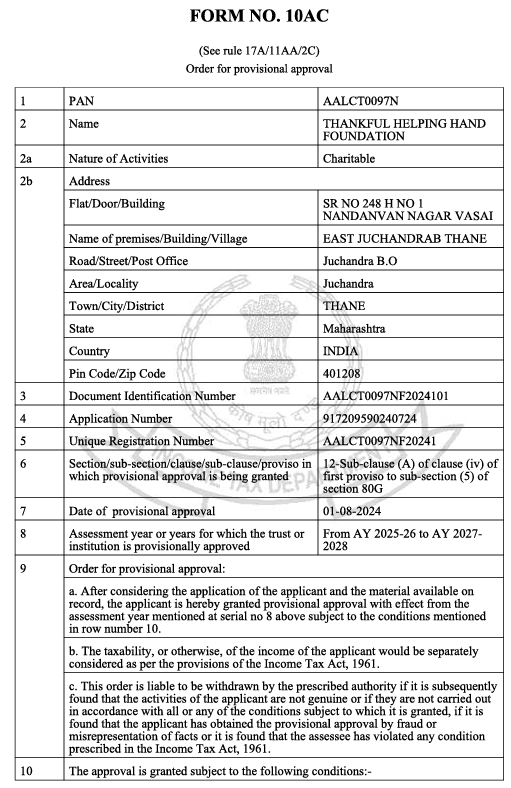 FORM NO. 10AC
(See rule 17A/11AA/2C)
Order for provisional approval
1 PAN AALCT0097N
2 Name THANKFUL HELPING HAND
FOUNDATION
2a Nature of Activities Charitable
2b Address
Flat/Door/Building SR NO 248 H NO 1
NANDANVAN NAGAR VASAI
Name of premises/Building/Village EAST JUCHANDRAB THANE
Road/Street/Post Office Juchandra B.O
Area/Locality Juchandra
Town/City/District THANE
State Maharashtra
Country INDIA
Pin Code/Zip Code 401208
3 Document Identification Number AALCT0097NF2024101
4 Application Number 917209590240724
5 Unique Registration Number AALCT0097NF20241
6 Section/sub-section/clause/sub-clause/proviso in 12-Sub-clause (A) of clause (iv) of
which provisional approval is being granted first proviso to sub-section (5) of
section 80G
7 Date of provisional approval 01-08-2024
8 Assessment year or years for which the trust or From AY 2025-26 to AY 2027-
institution is provisionally approved 2028
9 Order for provisional approval:
a. After considering the application of the applicant and the material available on
record, the applicant is hereby granted provisional approval with effect from the
assessment year mentioned at serial no 8 above subject to the conditions mentioned
in row number 10.
b. The taxability, or otherwise, of the income of the applicant would be separately
considered as per the provisions of the Income Tax Act, 1961.
c. This order is liable to be withdrawn by the prescribed authority if it is subsequently
found that the activities of the applicant are not genuine or if they are not carried out
in accordance with all or any of the conditions subject to which it is granted, if it is
found that the applicant has obtained the provisional approval by fraud or
misrepresentation of facts or it is found that the assessee has violated any condition
prescribed in the Income Tax Act, 1961.
10 The approval is granted subject to the following conditions:-
सत्यमेव जयते
कोष मूलो दण्ड
INCOME TAX DEPARTMENT